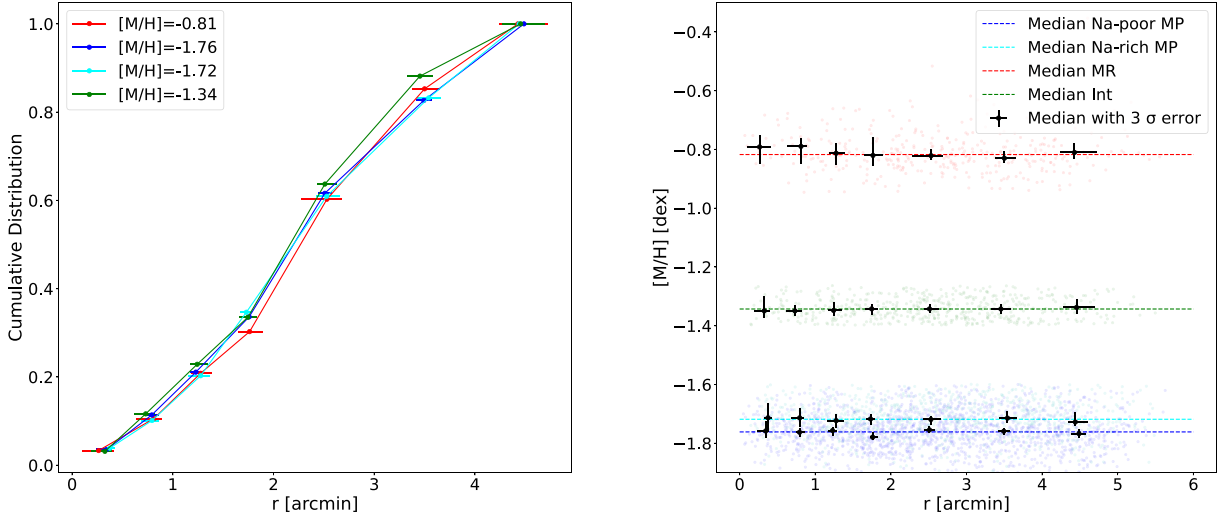 [M/H]=-0.81
[M/H]=-1.76
[M/H]=-1.72
[M/H]=-1.34
1.0
0.8
0.6
0.4
0.2
0.0
Cumulative Distribution
0 1 2 3 4
r [arcmin]
Median Na-poor MP
Median Na-rich MP
Median MR
Median Int
Median with 3 σ error
−0.4
−0.6
−0.8
−1.0
−1.2
−1.4
−1.6
−1.8
[M/H] [dex]
0 1 2 3 4 5 6
r [arcmin]